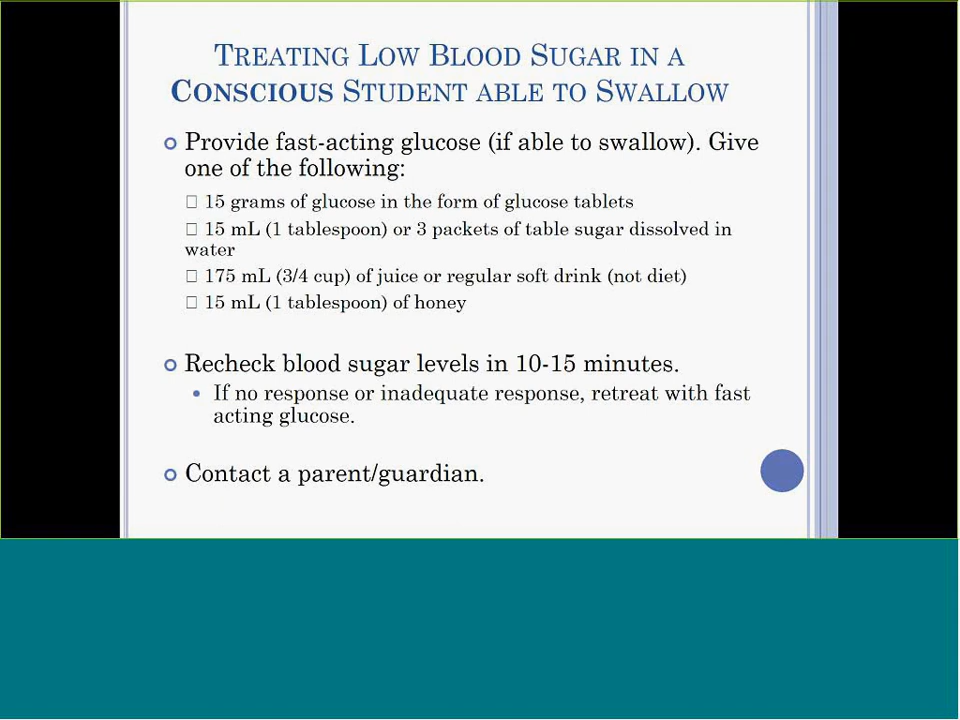 TREATING LOW BLOOD SUGAR IN A
CONSCIOUS STUDENT ABLE TO SWALLOW
Provide fast-acting glucose (if able to swallow). Give
one of the following:
□ 15 grams of glucose in the form of glucose tablets
□ 15 mL (1 tablespoon) or 3 packets of table sugar dissolved in
water
□ 175 mL (3/4 cup) of juice or regular soft drink (not diet)
□ 15 mL (1 tablespoon) of honey
Recheck blood sugar levels in 10-15 minutes.
If no response or inadequate response, retreat with fast
acting glucose.
Contact a parent/guardian.